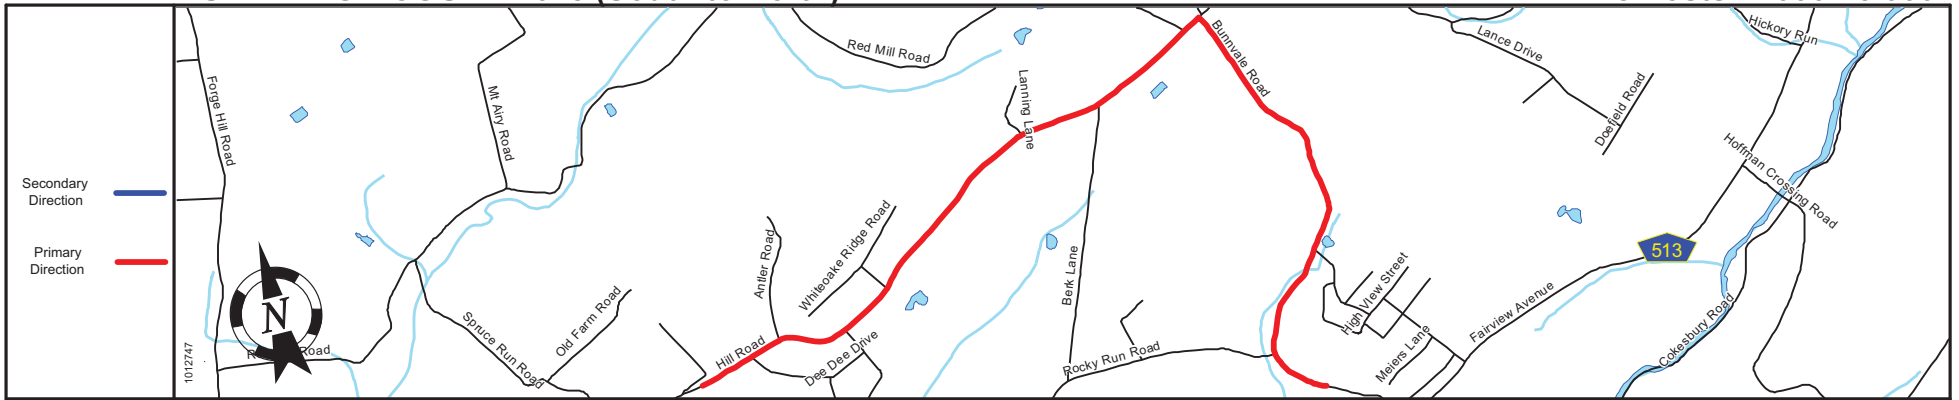 Secondary
Direction
Primary
Direction
1012747
N
Forge Hill Road
Mt Airy Road
Red Mill Road
Lanning Lane
Bunnvale Road
Lance Drive
Hickory Run
Doefield Road
Hoffman Crossing Road
513
Antler Road
Whiteoake Ridge Road
Berk Lane
High View Street
Fairview Avenue
Cokesbury Road
Spruce Run Road
Old Farm Road
Hill Road
Dee Dee Drive
Rocky Run Road
Meiers Lane
Road